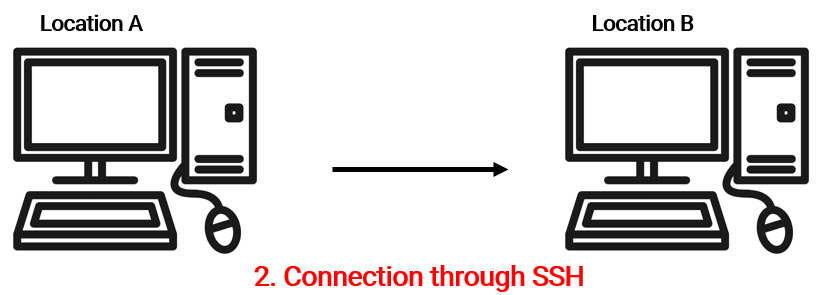 Location A
Location B
2. Connection through SSH